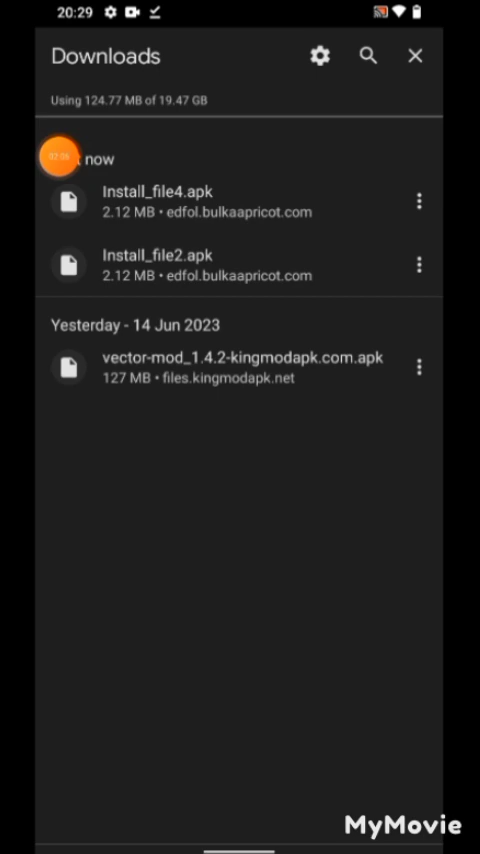 20:29
Downloads
Using 124.77 MB of 19.47 GB
02:06
now
Install_file4.apk
2.12 MB • edfol.bulkaapricot.com
Install_file2.apk
2.12 MB • edfol.bulkaapricot.com
Yesterday - 14 Jun 2023
vector-mod_1.4.2-kingmodapk.com.apk
127 MB • files.kingmodapk.net
MyMovie